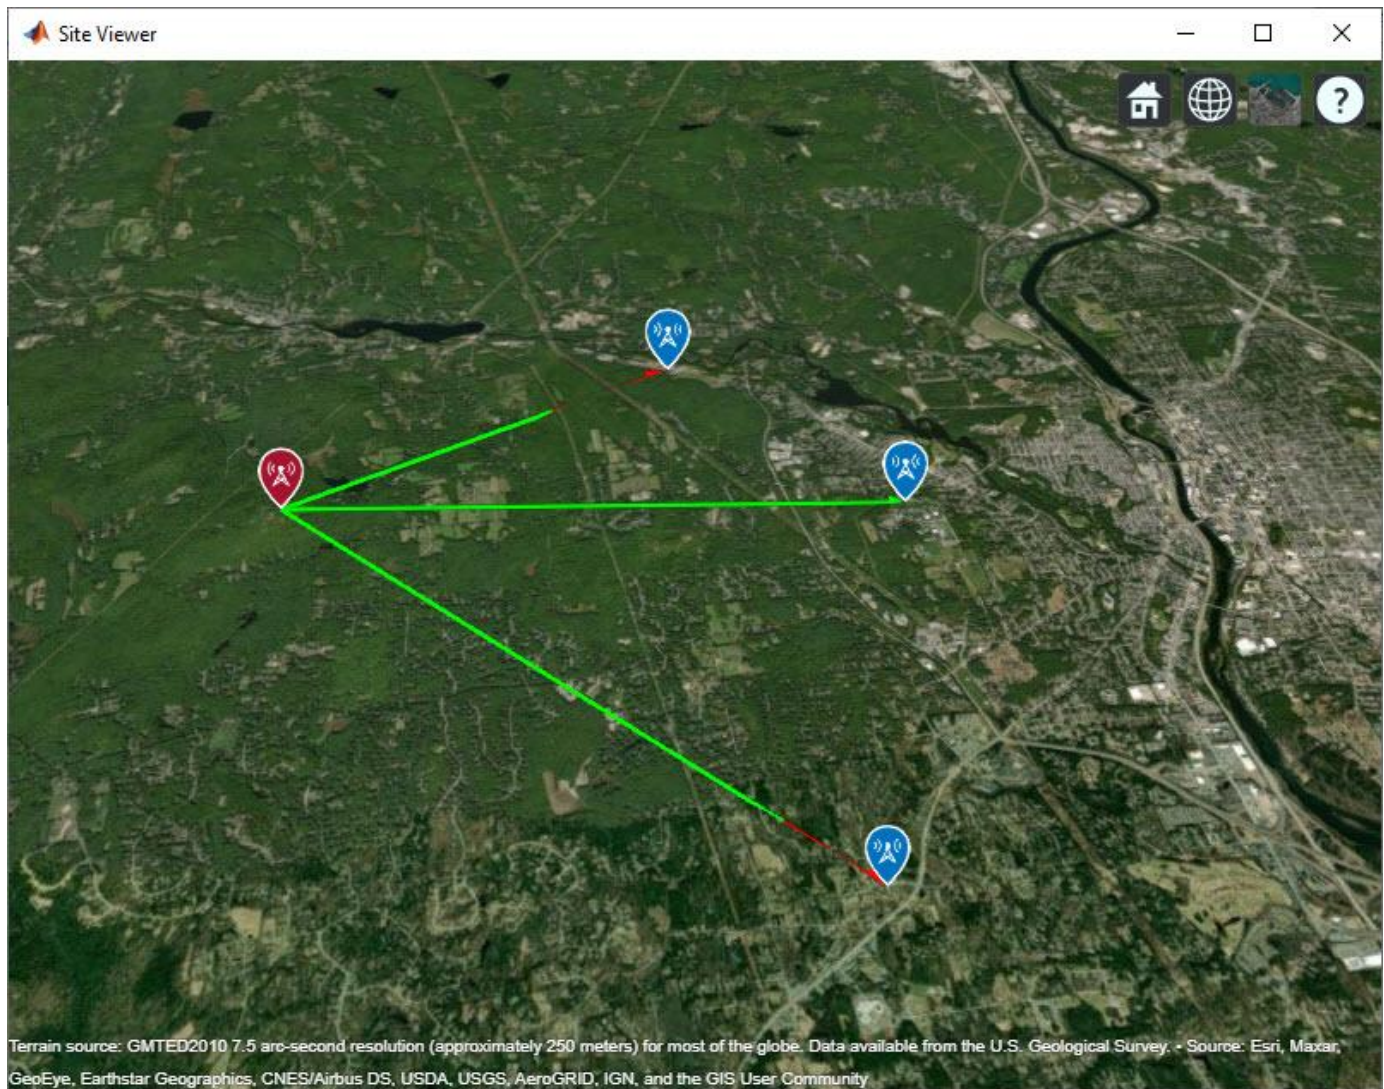 Site Viewer
?
Terrain source: GMTED2010 7.5 arc-second resolution (approximately 250 meters) for most of the globe. Data available from the U.S. Geological Survey. • Source: Esri, Maxar,
GeoEye, Earthstar Geographics, CNES/Airbus DS, USDA, USGS, AeroGRID, IGN, and the GIS User Community